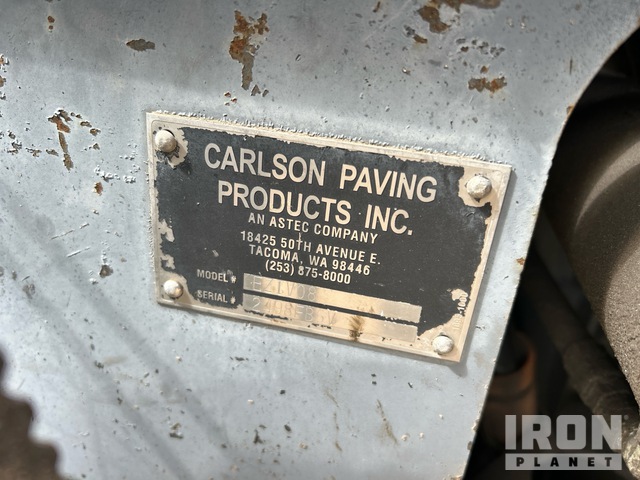 CARLSON PAVING
PRODUCTS INC.
AN ASTEC COMPANY
18425 50TH AVENUE E.
TACOMA, WA 98446
(253) 875-8000
MODEL #
SERIAL #
IRON
PLANET